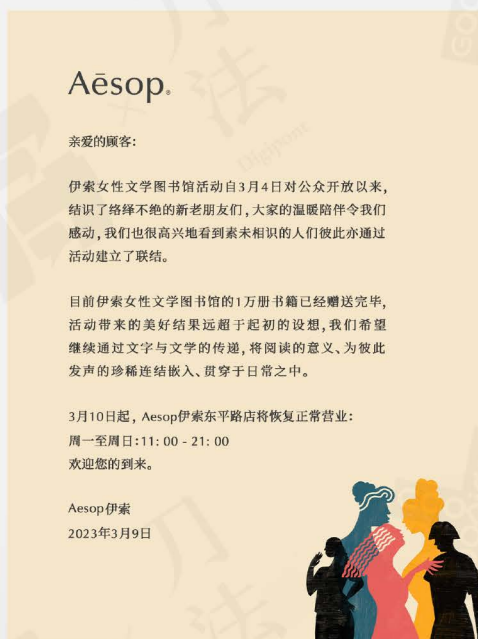 Aēsop®
亲爱的顾客：
伊索女性文学图书馆活动自3月4日对公众开放以来，
结识了络绎不绝的新老朋友们，大家的温暖陪伴令我们
感动，我们也很高兴地看到素未相识的人们彼此亦通过
活动建立了联结。
目前伊索女性文学图书馆的1万册书籍已经赠送完毕，
活动带来的美好结果远超于起初的设想，我们希望
继续通过文字与文学的传递，将阅读的意义、为彼此
发声的珍稀连结嵌入、贯穿于日常之中。
3月10日起，Aesop伊索东平路店将恢复正常营业：
周一至周日：11: 00 - 21: 00
欢迎您的到来。
Aesop伊索
2023年3月9日
刀
法
Digipont
刀
法